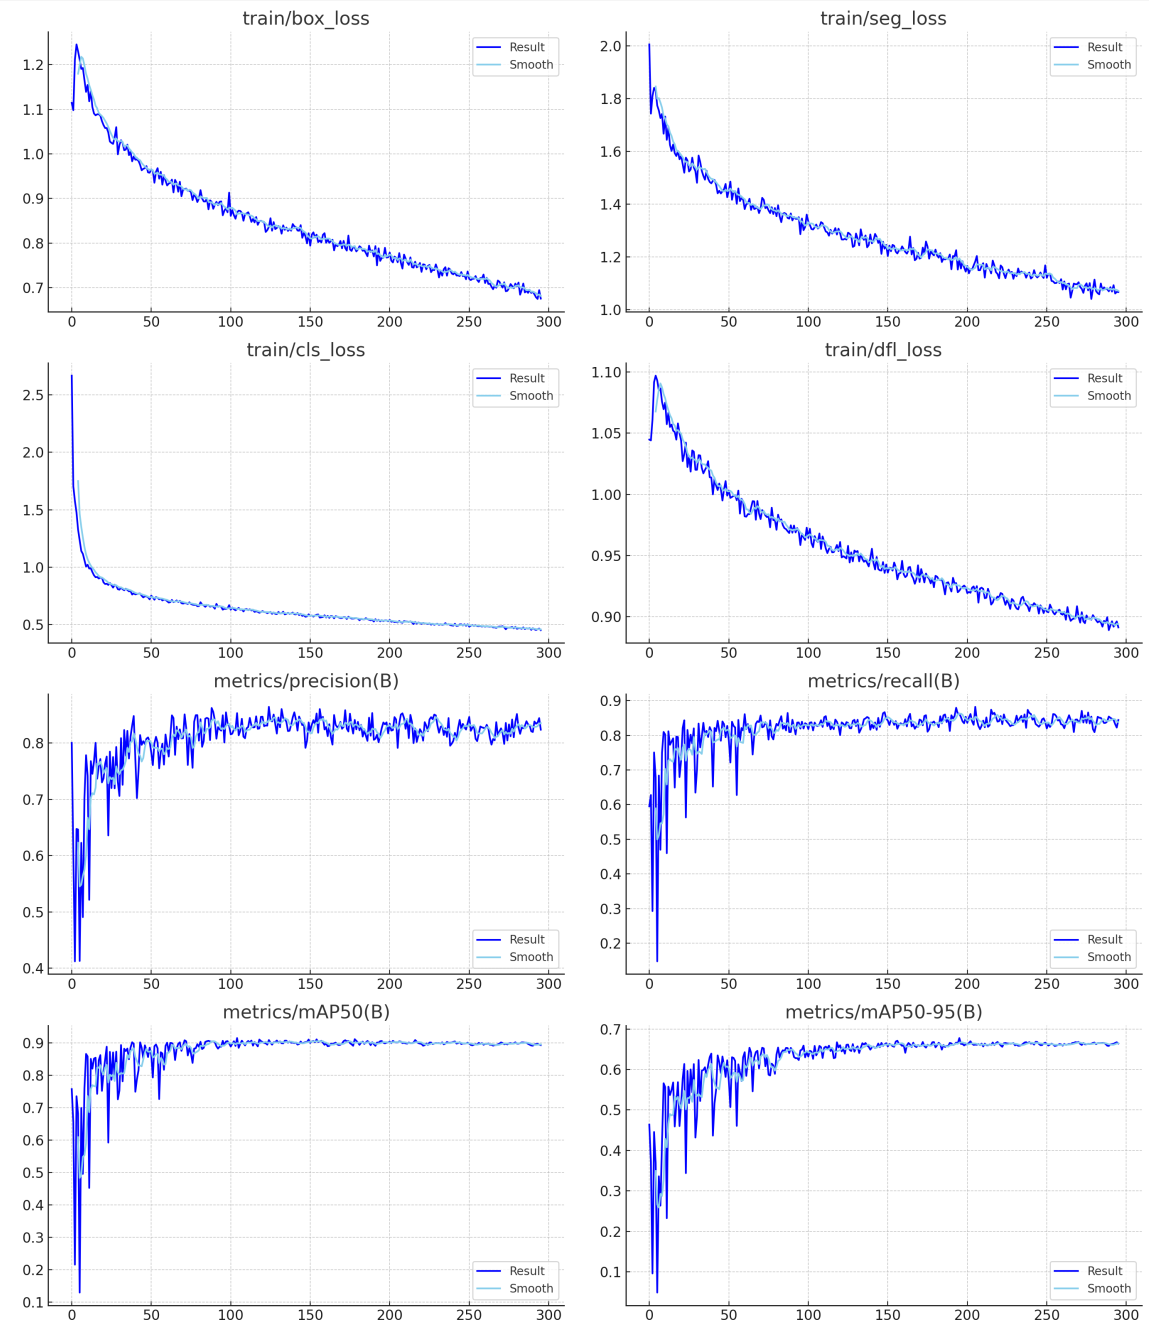 train/box_loss
train/seg_loss
Result
Smooth
1.2
1.1
1.0
0.9
0.8
0.7
0 50 100 150 200 250 300
Result
Smooth
2.0
1.8
1.6
1.4
1.2
1.0
0 50 100 150 200 250 300
train/cls_loss
train/dfl_loss
Result
Smooth
2.5
2.0
1.5
1.0
0.5
0 50 100 150 200 250 300
Result
Smooth
1.10
1.05
1.00
0.95
0.90
0 50 100 150 200 250 300
metrics/precision(B)
metrics/recall(B)
0.8
0.7
0.6
0.5
0.4
Result
Smooth
0 50 100 150 200 250 300
0.9
0.8
0.7
0.6
0.5
0.4
0.3
0.2
Result
Smooth
0 50 100 150 200 250 300
metrics/mAP50(B)
metrics/mAP50-95(B)
0.9
0.8
0.7
0.6
0.5
0.4
0.3
0.2
0.1
Result
Smooth
0 50 100 150 200 250 300
0.7
0.6
0.5
0.4
0.3
0.2
0.1
Result
Smooth
0 50 100 150 200 250 300